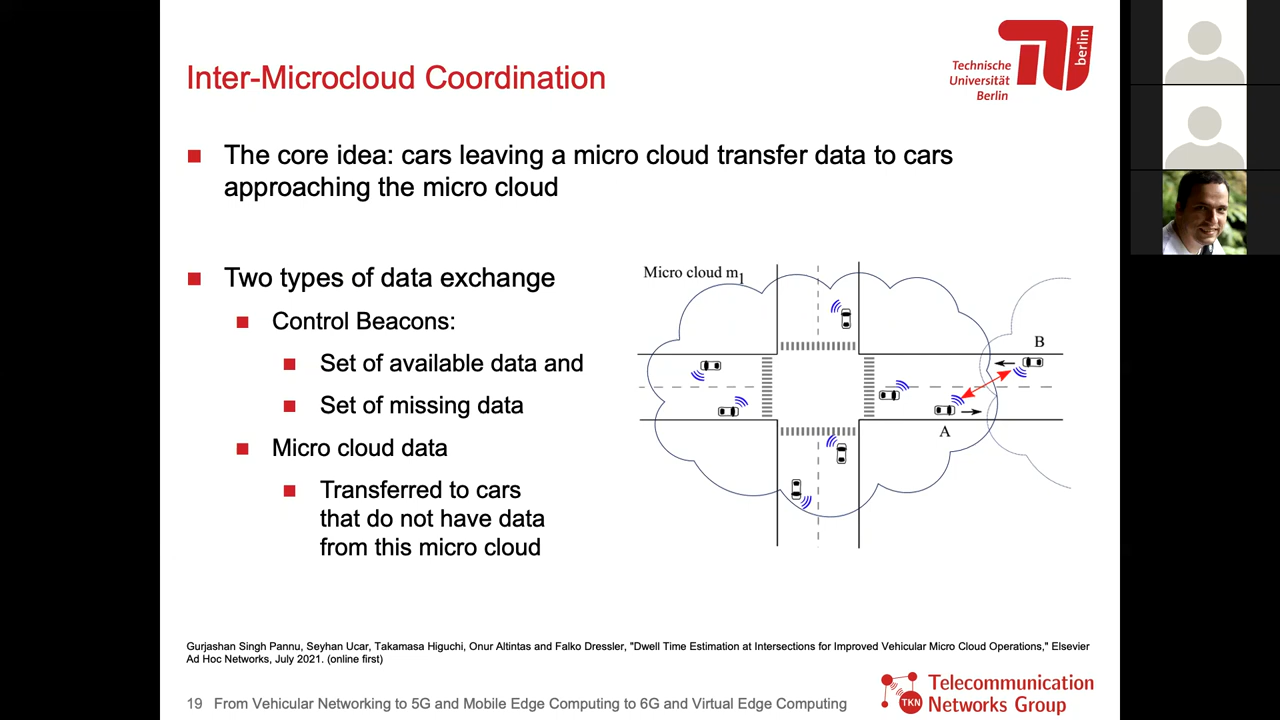 Inter-Microcloud Coordination
Technische
Universität
Berlin
berlin
The core idea: cars leaving a micro cloud transfer data to cars
approaching the micro cloud
Two types of data exchange
Control Beacons:
Set of available data and
Set of missing data
Micro cloud data
Transferred to cars
that do not have data
from this micro cloud
Micro cloud m1
B
A
Gurjashan Singh Pannu, Seyhan Ucar, Takamasa Higuchi, Onur Altintas and Falko Dressler, "Dwell Time Estimation at Intersections for Improved Vehicular Micro Cloud Operations," Elsevier
Ad Hoc Networks, July 2021. (online first)
19 From Vehicular Networking to 5G and Mobile Edge Computing to 6G and Virtual Edge Computing
TKN
Telecommunication
Networks Group